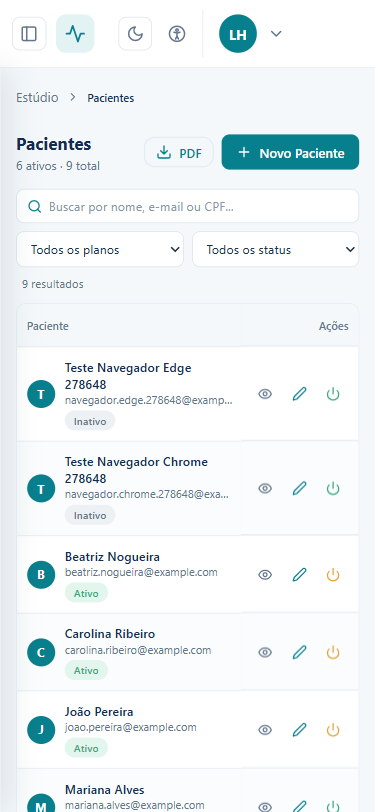 LH
Estúdio > Pacientes
Pacientes
6 ativos · 9 total
PDF
+ Novo Paciente
Buscar por nome, e-mail ou CPF...
Todos os planos
Todos os status
9 resultados
Paciente
Ações
T
Teste Navegador Edge
278648
navegador.edge.278648@examp...
Inativo
T
Teste Navegador Chrome
278648
navegador.chrome.278648@exa...
Inativo
B
Beatriz Nogueira
beatriz.nogueira@example.com
Ativo
C
Carolina Ribeiro
carolina.ribeiro@example.com
Ativo
J
João Pereira
joao.pereira@example.com
Ativo
M
Mariana Alves
mariana.alves@example.com